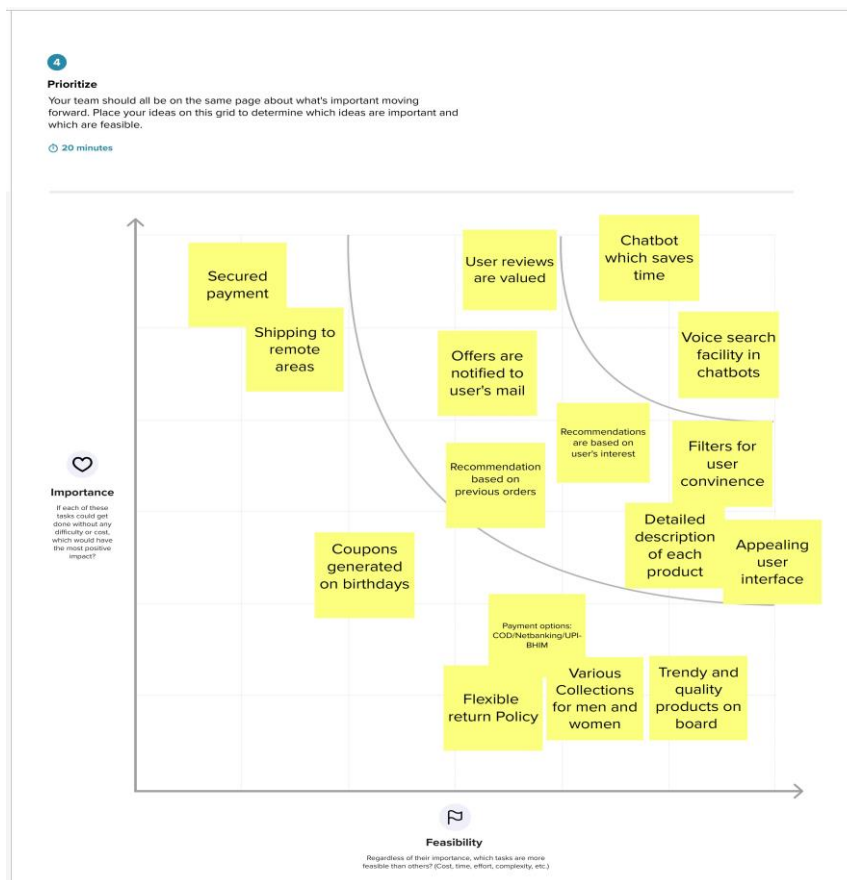 4
Prioritize
Your team should all be on the same page about what's important moving
forward. Place your ideas on this grid to determine which ideas are important and
which are feasible.
20 minutes
Secured
payment
Shipping to
remote
areas
User reviews
are valued
Chatbot
which saves
time
Offers are
notified to
user's mail
Voice search
facility in
chatbots
Recommendations
are based on
user's interest
Recommendation
based on
previous orders
Filters for
user
convinence
Detailed
description
of each
product
Appealing
user
interface
Coupons
generated
on birthdays
Payment options:
COD/Netbanking/UPI-
BHIM
Flexible
return Policy
Various
Collections
for men and
women
Trendy and
quality
products on
board
Importance
If each of these
tasks could get
done without any
difficulty or cost,
which would have
the most positive
impact?
Feasibility
Regardless of their importance, which tasks are more
feasible than others? (Cost, time, effort, complexity, etc.)